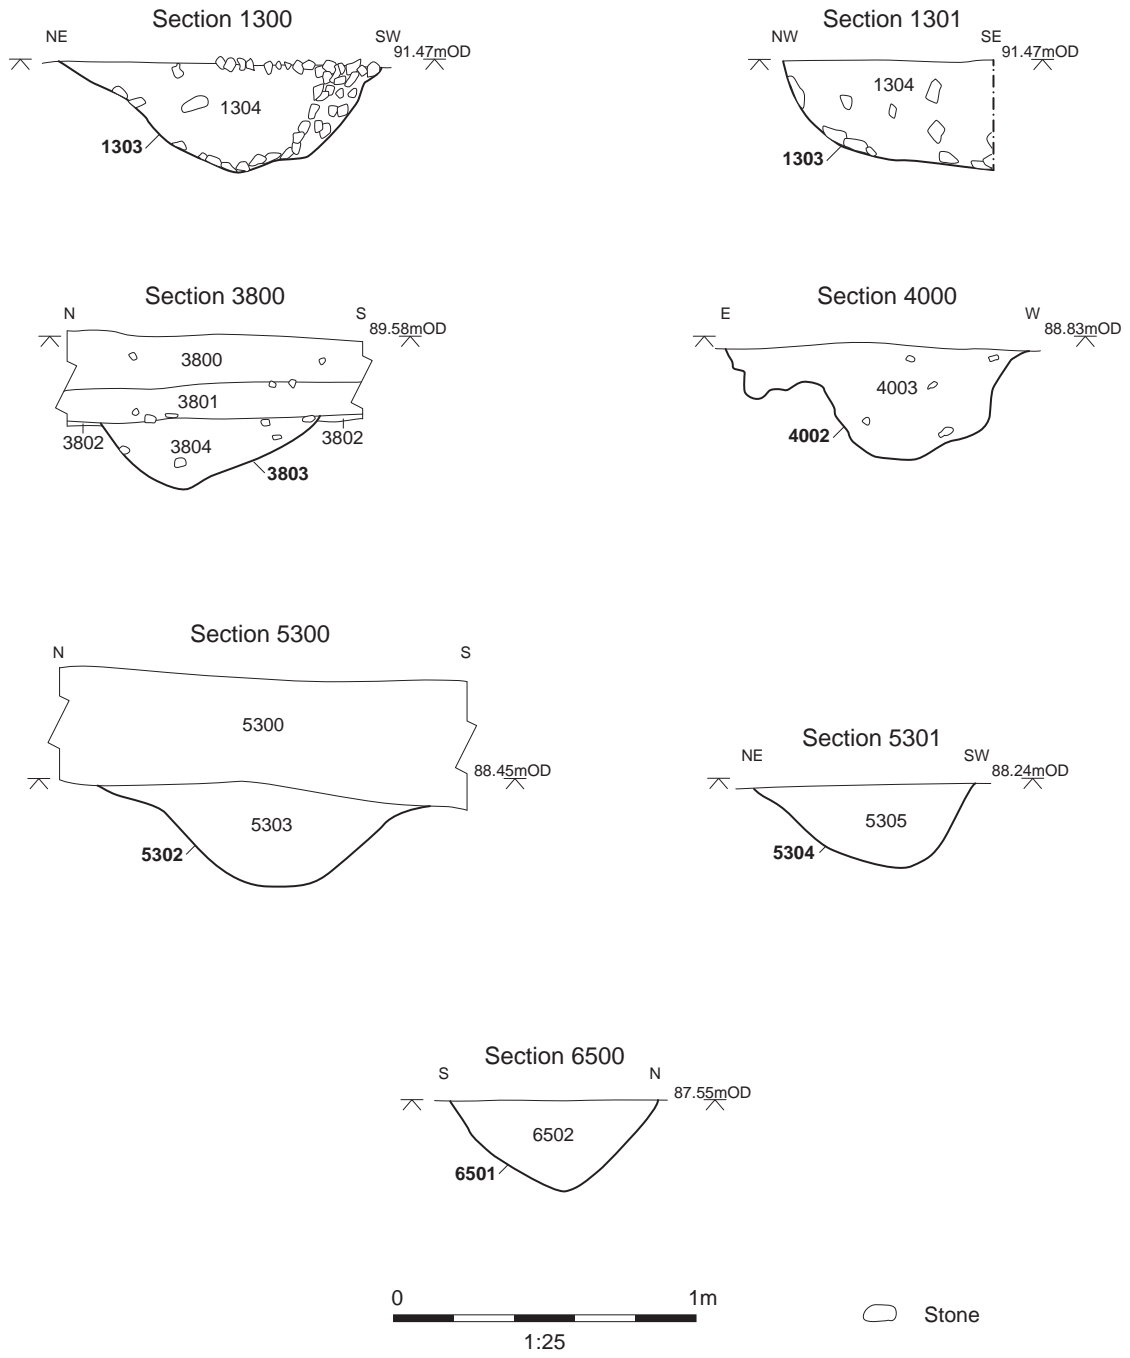 Section 1300
NE SW
91.47mOD
1304
1303
Section 1301
NW SE
91.47mOD
1304
1303
Section 3800
N S
89.58mOD
3800
3801
3802 3804 3802
3803
Section 4000
E W
88.83mOD
4003
4002
Section 5300
N S
5300
88.45mOD
5303
5302
Section 5301
NE SW
88.24mOD
5305
5304
Section 6500
S N
87.55mOD
6502
6501
0 1m
1:25
Stone